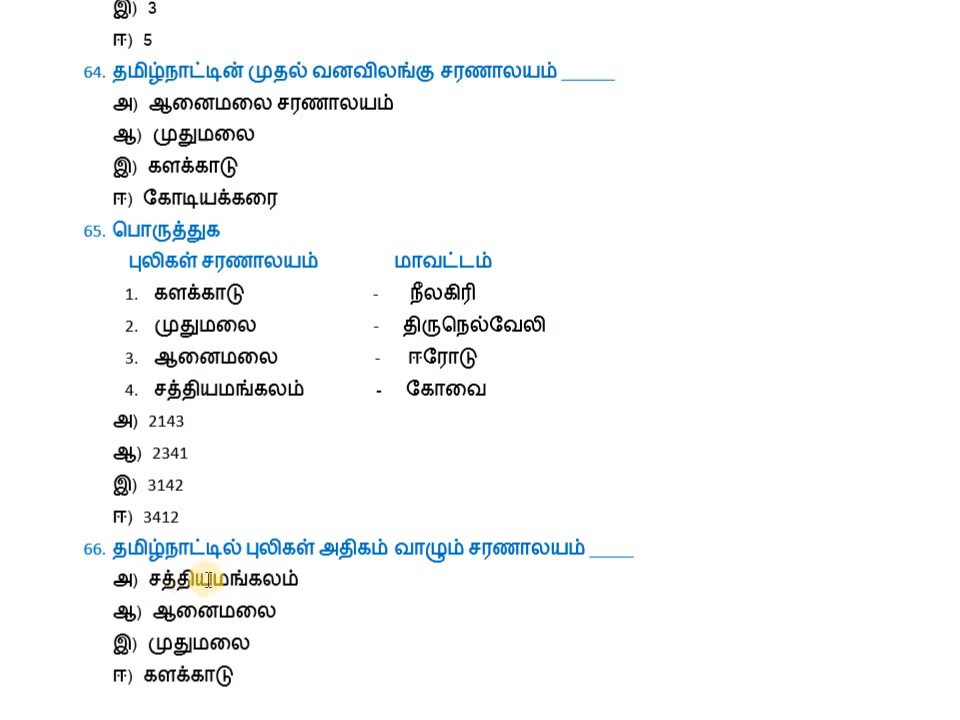 இ) 3
ஈ) 5
64. தமிழ்நாட்டின் முதல் வனவிலங்கு சரணாலயம் ______
அ) ஆனைமலை சரணாலயம்
ஆ) முதுமலை
இ) களக்காடு
ஈ) கோடியக்கரை
65. பொருத்துக
புலிகள் சரணாலயம் மாவட்டம்
1. களக்காடு - நீலகிரி
2. முதுமலை - திருநெல்வேலி
3. ஆனைமலை - ஈரோடு
4. சத்தியமங்கலம் - கோவை
அ) 2143
ஆ) 2341
இ) 3142
ஈ) 3412
66. தமிழ்நாட்டில் புலிகள் அதிகம் வாழும் சரணாலயம் _____
அ) சத்தியமங்கலம்
ஆ) ஆனைமலை
இ) முதுமலை
ஈ) களக்காடு